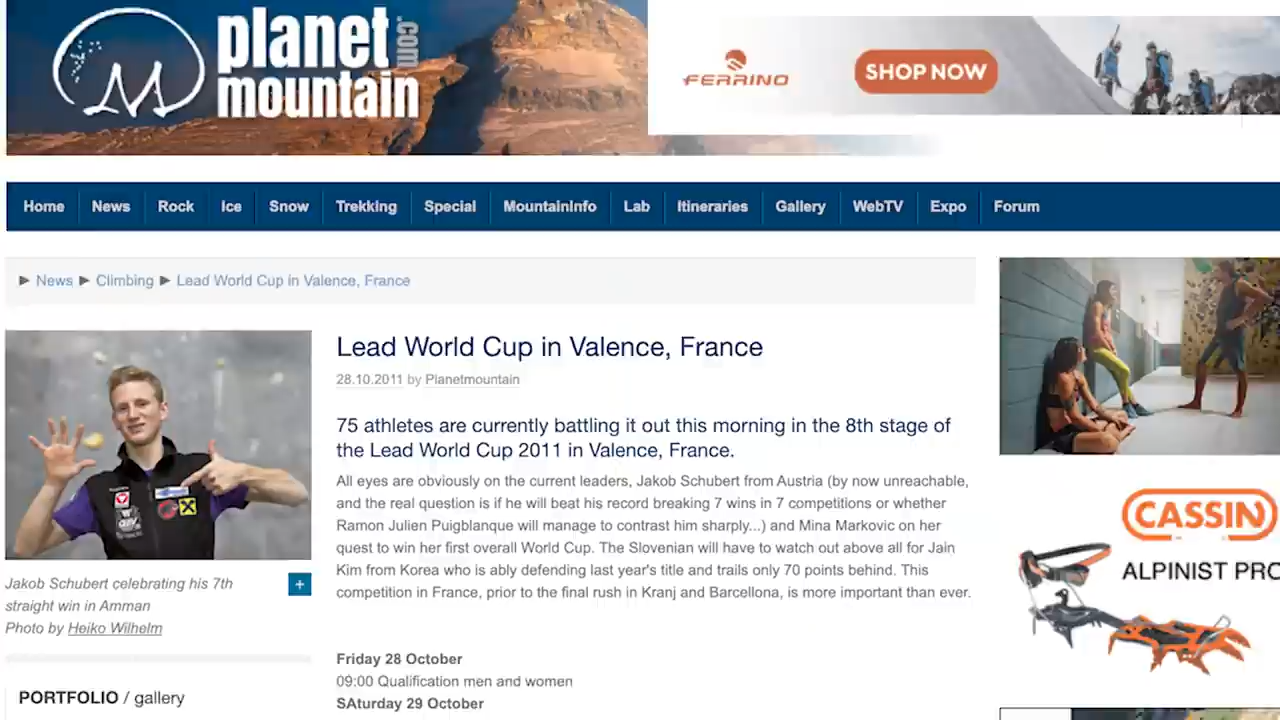 planet
.com
mountain
FERRINO
SHOP NOW
Home News Rock Ice Snow Trekking Special MountainInfo Lab Itineraries Gallery WebTV Expo Forum
News Climbing Lead World Cup in Valence, France
Lead World Cup in Valence, France
28.10.2011 by Planetmountain
75 athletes are currently battling it out this morning in the 8th stage of
the Lead World Cup 2011 in Valence, France.
All eyes are obviously on the current leaders, Jakob Schubert from Austria (by now unreachable,
and the real question is if he will beat his record breaking 7 wins in 7 competitions or whether
Ramon Julien Puigblanque will manage to contrast him sharply...) and Mina Markovic on her
quest to win her first overall World Cup. The Slovenian will have to watch out above all for Jain
Kim from Korea who is ably defending last year's title and trails only 70 points behind. This
competition in France, prior to the final rush in Kranj and Barcellona, is more important than ever.
Friday 28 October
09:00 Qualification men and women
SAturday 29 October
Jakob Schubert celebrating his 7th
straight win in Amman
Photo by Heiko Wilhelm
+
PORTFOLIO / gallery
CASSIN
ALPINIST PRO